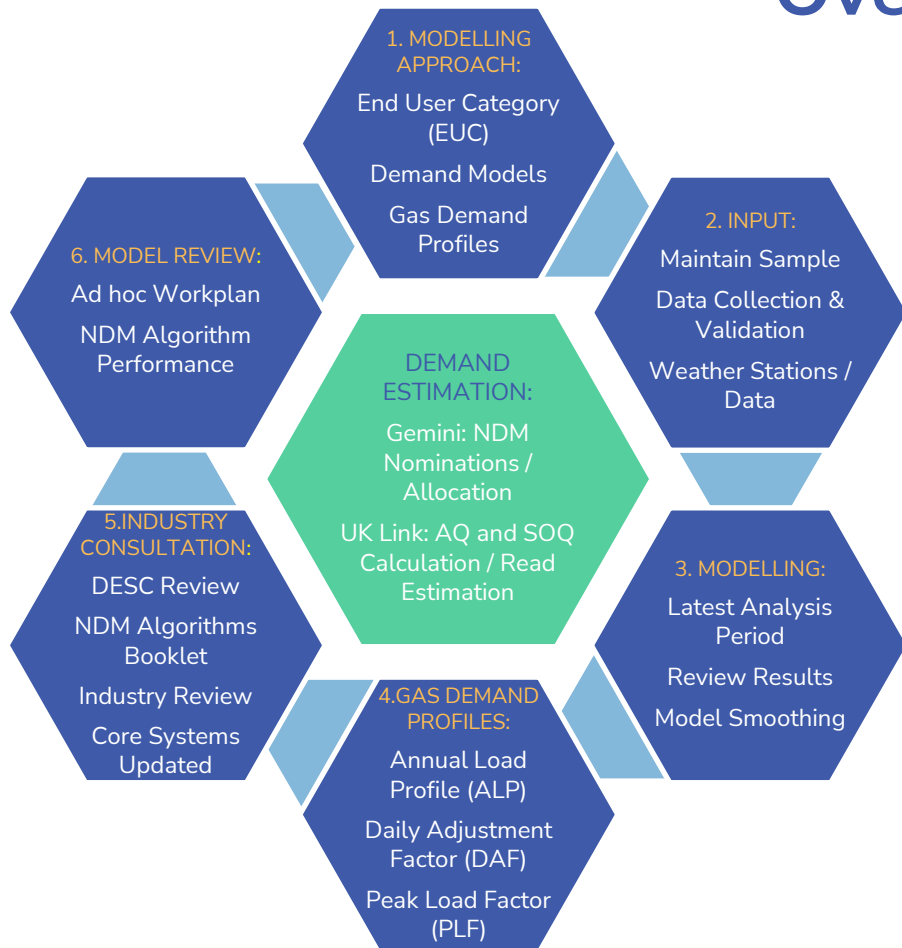 1. MODELLING
APPROACH:
End User Category
(EUC)
Demand Models
Gas Demand
Profiles
2. INPUT:
Maintain Sample
Data Collection &
Validation
Weather Stations /
Data
3. MODELLING:
Latest Analysis
Period
Review Results
Model Smoothing
4.GAS DEMAND
PROFILES:
Annual Load
Profile (ALP)
Daily Adjustment
Factor (DAF)
Peak Load Factor
(PLF)
5.INDUSTRY
CONSULTATION:
DESC Review
NDM Algorithms
Booklet
Industry Review
Core Systems
Updated
6. MODEL REVIEW:
Ad hoc Workplan
NDM Algorithm
Performance
DEMAND
ESTIMATION:
Gemini: NDM
Nominations /
Allocation
UK Link: AQ and SOQ
Calculation / Read
Estimation